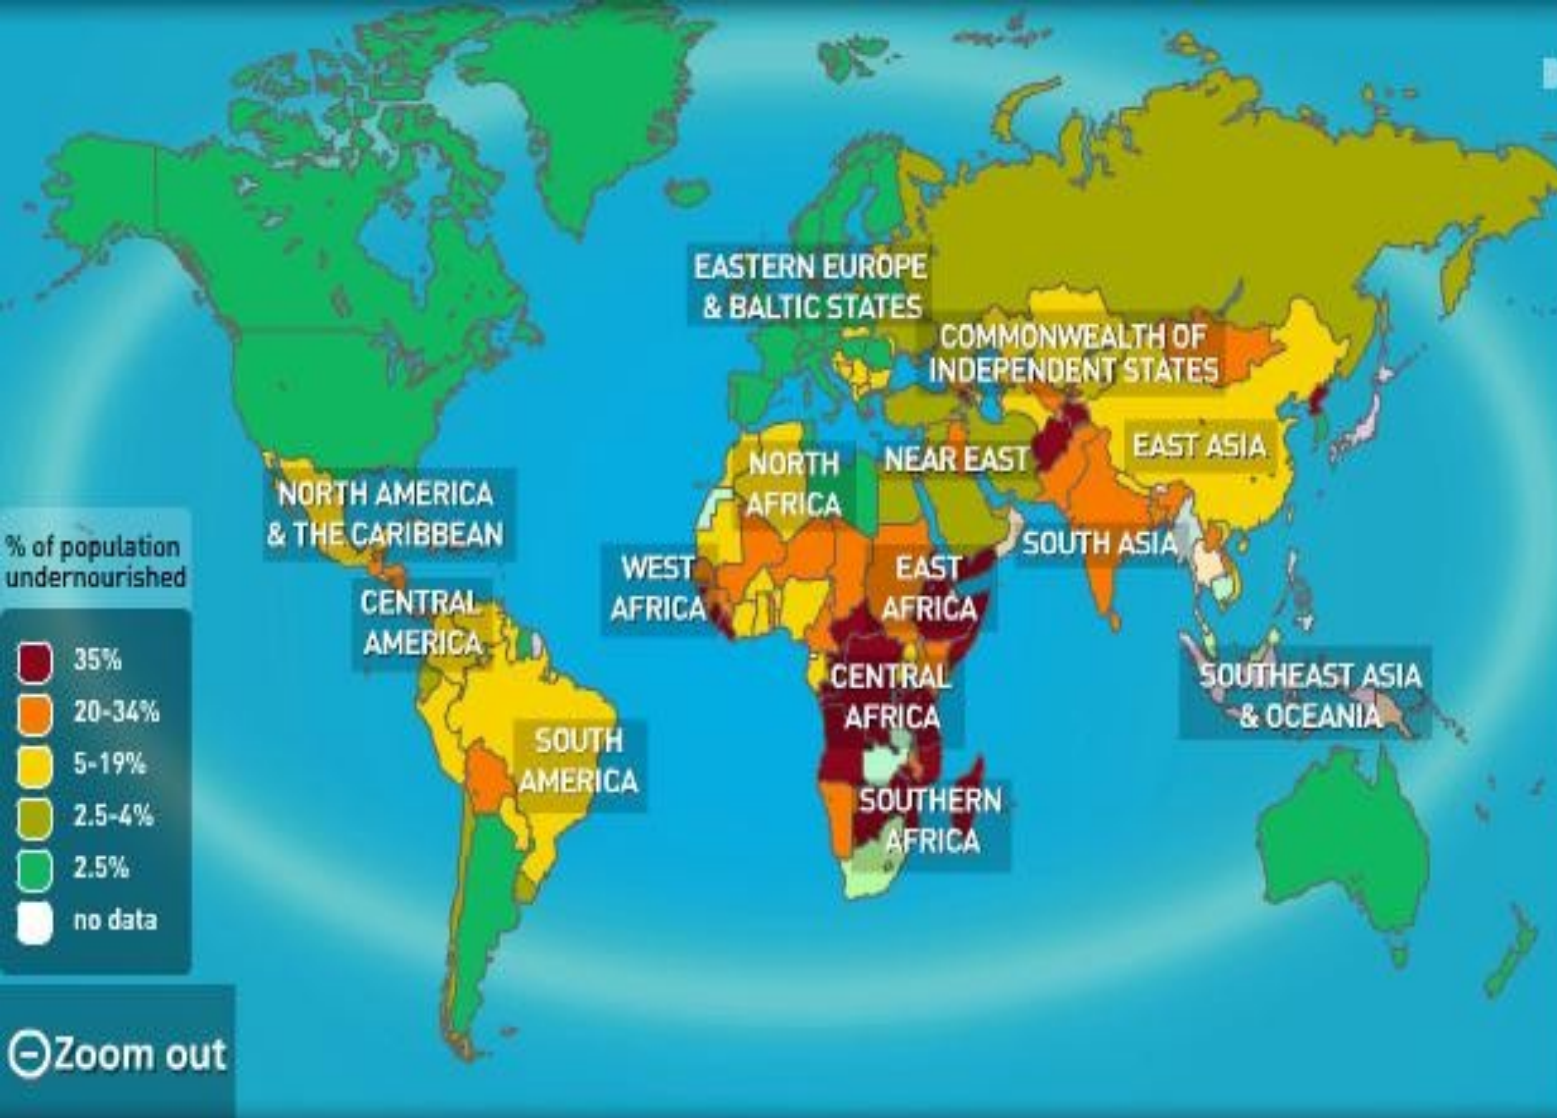 EASTERN EUROPE
& BALTIC STATES
COMMONWEALTH OF
INDEPENDENT STATES
NORTH
AFRICA
NEAR EAST
EAST ASIA
NORTH AMERICA
& THE CARIBBEAN
SOUTH ASIA
WEST
AFRICA
EAST
AFRICA
CENTRAL
AMERICA
CENTRAL
AFRICA
SOUTHEAST ASIA
& OCEANIA
SOUTH
AMERICA
SOUTHERN
AFRICA
% of population
undernourished
35%
20-34%
5-19%
2.5-4%
2.5%
no data
Zoom out